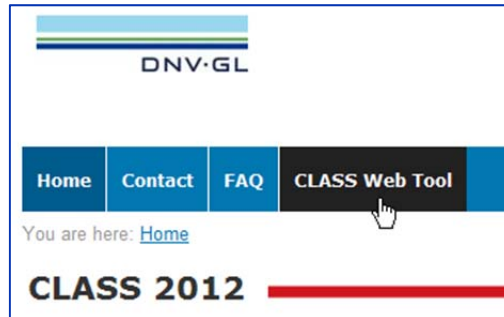 DNV·GL
Home Contact FAQ CLASS Web Tool
You are here: Home
CLASS 2012